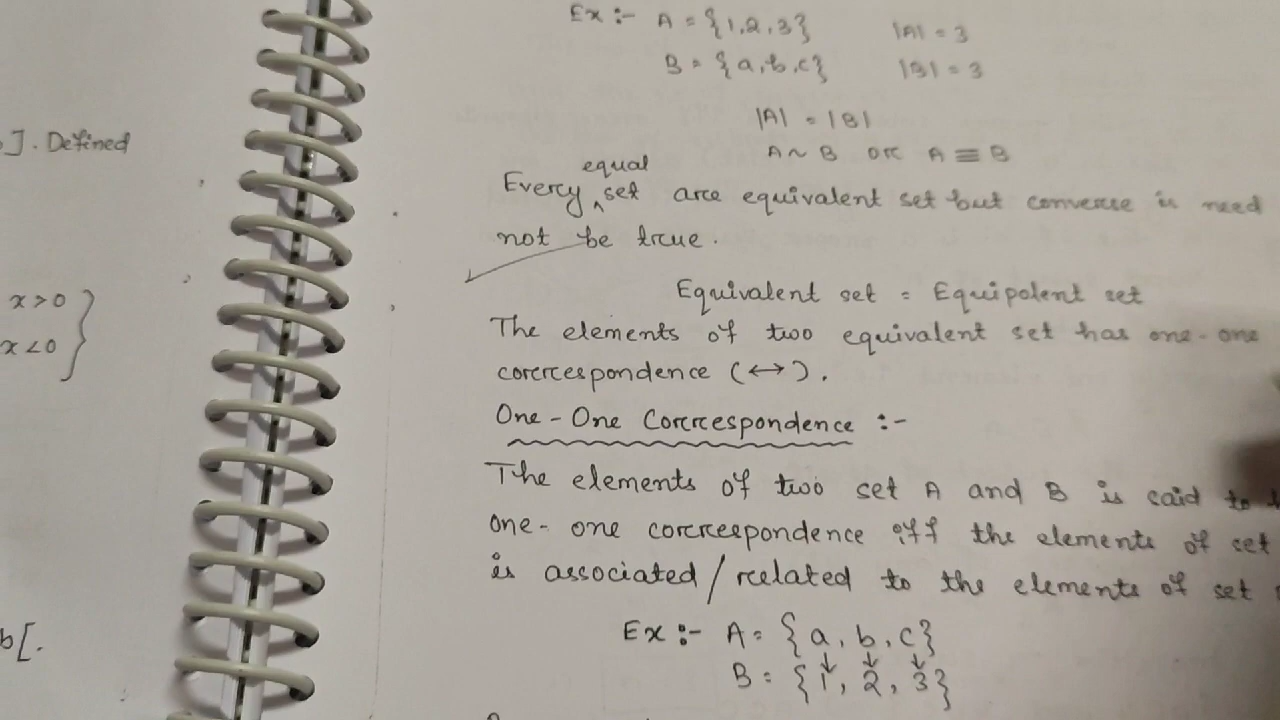 Ex :- A = {1,2,3} |A| = 3
B = {a,b,c} |B| = 3
|A| = |B|
A ~ B or A ≡ B
equal
Every ^ set are equivalent set but converse is need
not be true.
Equivalent set = Equipolent set
The elements of two equivalent set has one-one
correspondence (↔).
One-One Correspondence :-
The elements of two set A and B is said to
one-one correspondence iff the elements of set
is associated/related to the elements of set
Ex :- A = {a, b, c}
↓ ↓ ↓
B = {1, 2, 3}
]. Defined
x>0 }
x<0
b[.